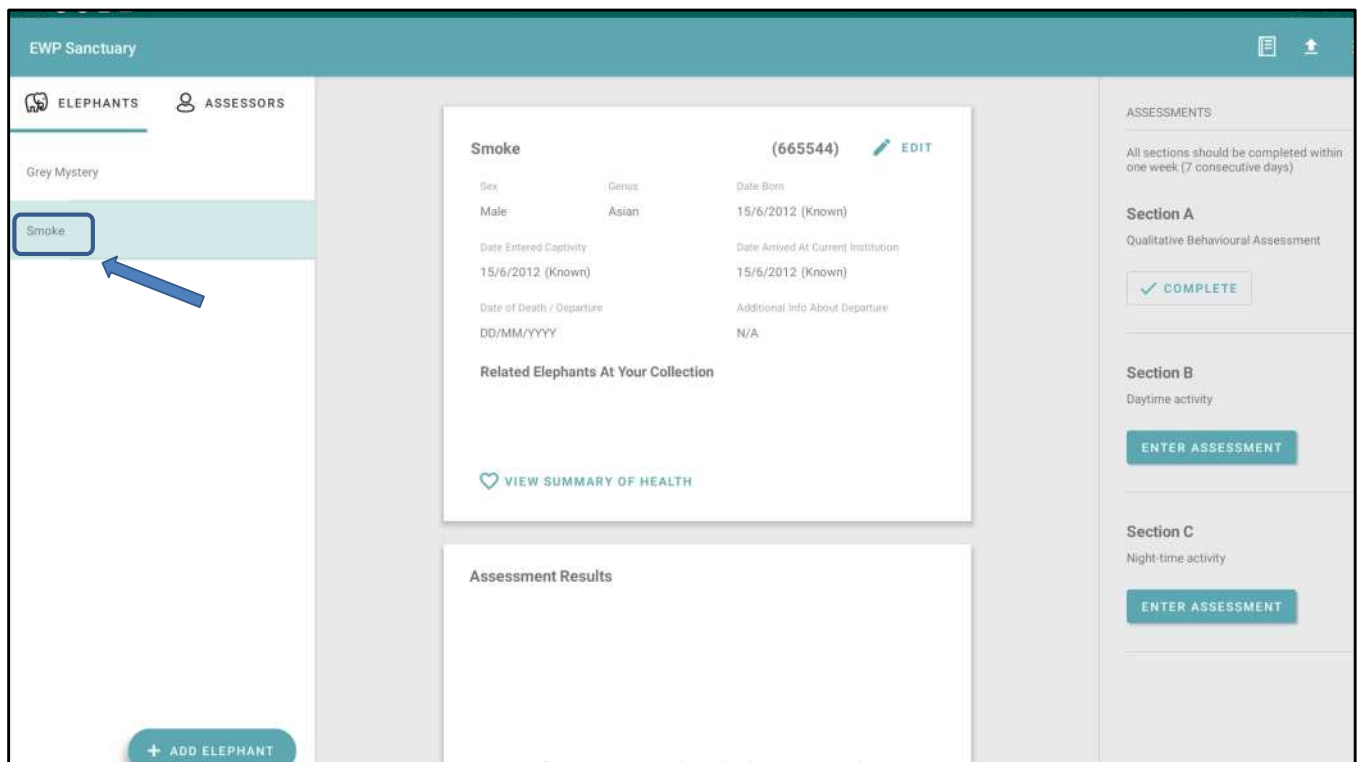 EWP Sanctuary
ELEPHANTS
ASSESSORS
Grey Mystery
Smoke
Smoke (665544) EDIT
Sex Genus Date Born
Male Asian 15/6/2012 (Known)
Date Entered Captivity Date Arrived At Current Institution
15/6/2012 (Known) 15/6/2012 (Known)
Date of Death / Departure Additional Info About Departure
DD/MM/YYYY N/A
Related Elephants At Your Collection
VIEW SUMMARY OF HEALTH
Assessment Results
+ ADD ELEPHANT
ASSESSMENTS
All sections should be completed within
one week (7 consecutive days)
Section A
Qualitative Behavioural Assessment
COMPLETE
Section B
Daytime activity
ENTER ASSESSMENT
Section C
Night-time activity
ENTER ASSESSMENT